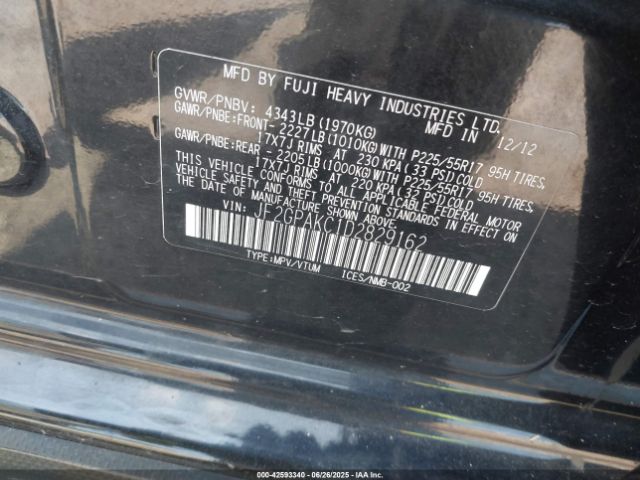 MFD BY FUJI HEAVY INDUSTRIES LTD.
GVWR/PNBV: 4343LB(1970KG) MFD IN 12/12
GAWR/PNBE:FRONT-2227LB(1010KG)WITH P225/55R17 95H TIRES,
17X7J RIMS AT 230 KPA(33 PSI)COLD
GAWR/PNBE:REAR -2205LB(1000KG)WITH P225/55R17 95H TIRES,
17X7J RIMS AT 220 KPA(33 PSI)COLD
THIS VEHICLE CONFORMS TO ALL APPLICABLE FEDERAL MOTOR
VEHICLE SAFETY AND THEFT PREVENTION STANDARDS IN EFFECT ON
THE DATE OF MANUFACTURE SHOWN ABOVE.
VIN: JF2GPAKC1D2829162
TYPE:MPV/VTUM ICES/NMB-002
000-42593340 - 06/26/2025 - IAA Inc.